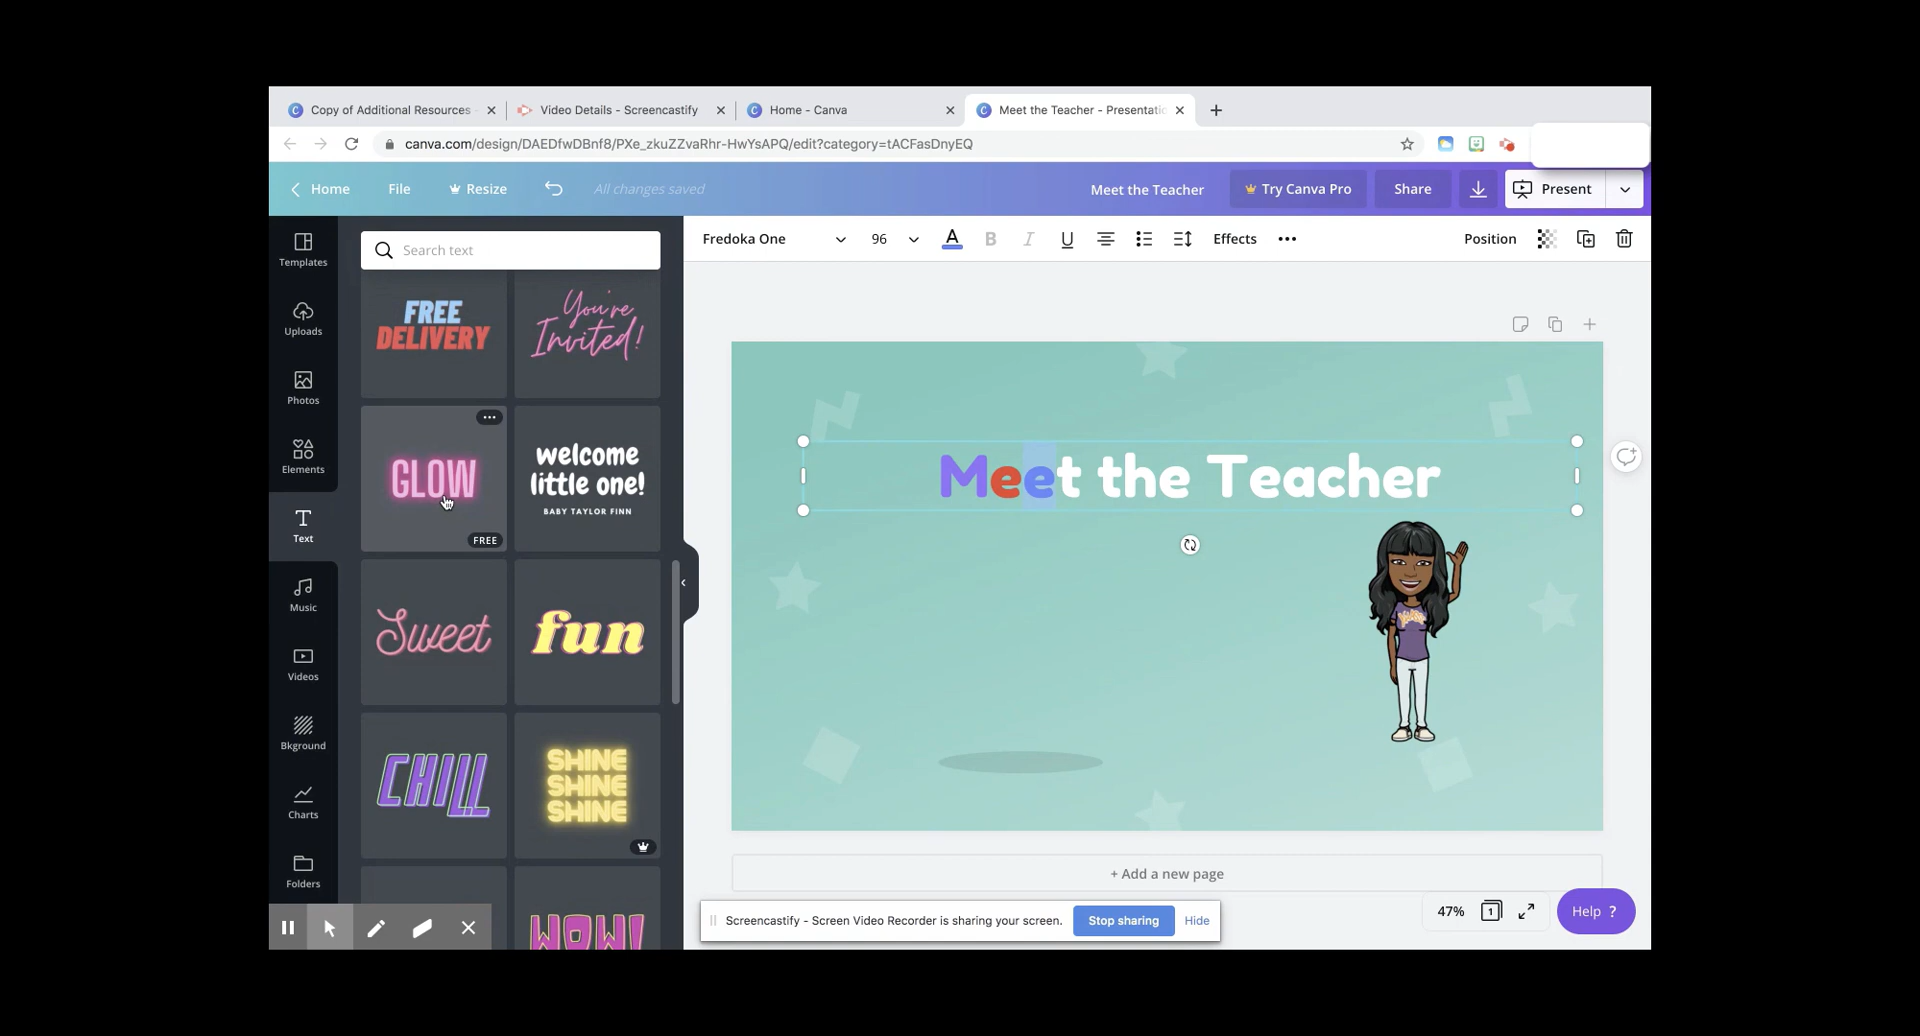 Copy of Additional Resources
Video Details - Screencastify
Home - Canva
Meet the Teacher - Presentatio
canva.com/design/DAEDfwDBnf8/PXe_zkuZZvaRhr-HwYsAPQ/edit?category=tACFasDnyEQ
Home
File
Resize
All changes saved
Meet the Teacher
Try Canva Pro
Share
Present
Templates
Uploads
Photos
Elements
Text
Music
Videos
Bkground
Charts
Folders
Search text
FREE
DELIVERY
You're
Invited!
GLOW
FREE
welcome
little one!
BABY TAYLOR FINN
Sweet
fun
CHILL
SHINE
SHINE
SHINE
WOW!
Fredoka One
96
A
B
I
U
Effects
Position
Meet the Teacher
+ Add a new page
Screencastify - Screen Video Recorder is sharing your screen.
Stop sharing
Hide
47%
1
Help ?